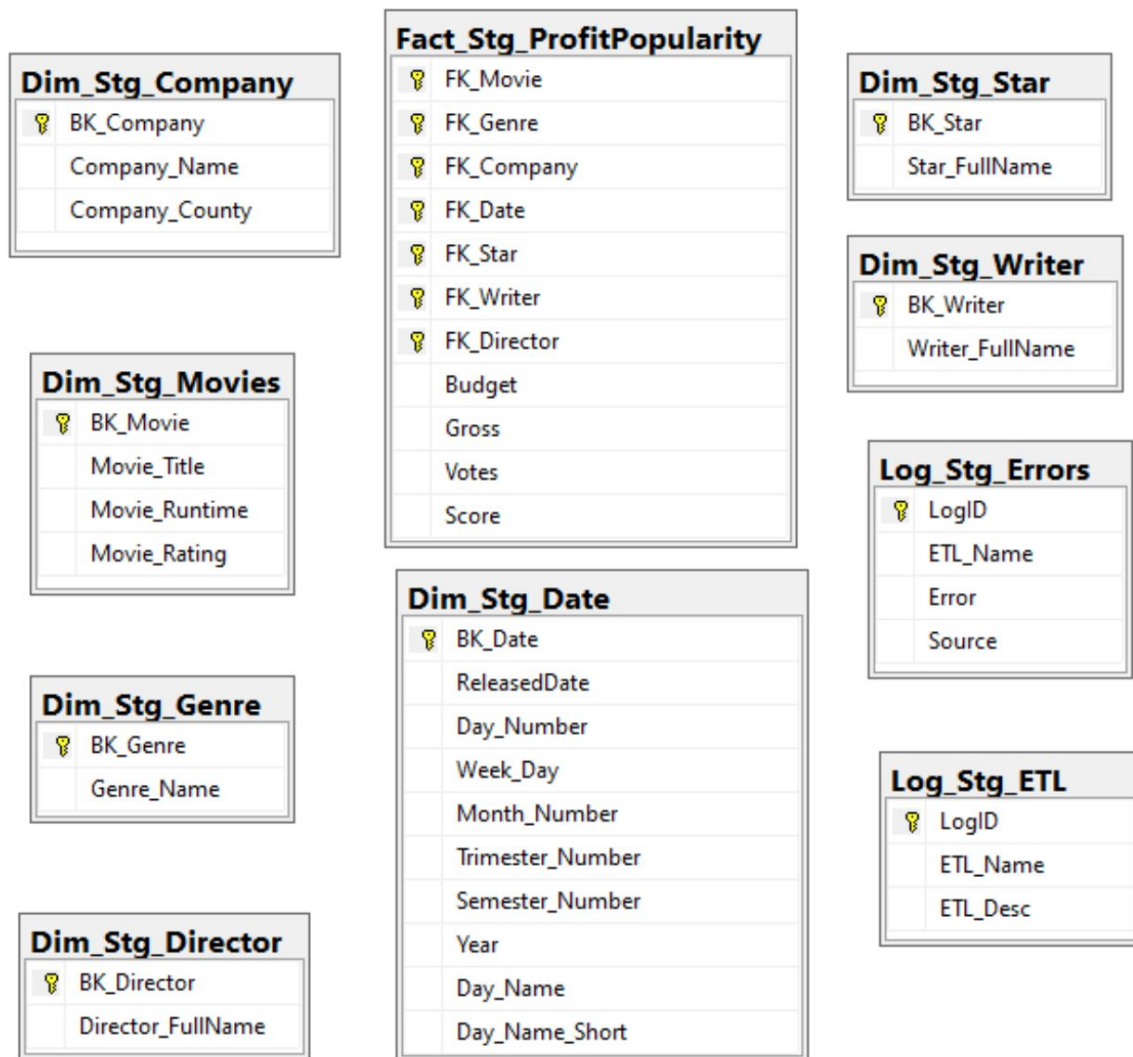 Dim_Stg_Company
BK_Company
Company_Name
Company_County
Dim_Stg_Movies
BK_Movie
Movie_Title
Movie_Runtime
Movie_Rating
Dim_Stg_Genre
BK_Genre
Genre_Name
Dim_Stg_Director
BK_Director
Director_FullName
Fact_Stg_ProfitPopularity
FK_Movie
FK_Genre
FK_Company
FK_Date
FK_Star
FK_Writer
FK_Director
Budget
Gross
Votes
Score
Dim_Stg_Date
BK_Date
ReleasedDate
Day_Number
Week_Day
Month_Number
Trimester_Number
Semester_Number
Year
Day_Name
Day_Name_Short
Dim_Stg_Star
BK_Star
Star_FullName
Dim_Stg_Writer
BK_Writer
Writer_FullName
Log_Stg_Errors
LogID
ETL_Name
Error
Source
Log_Stg_ETL
LogID
ETL_Name
ETL_Desc